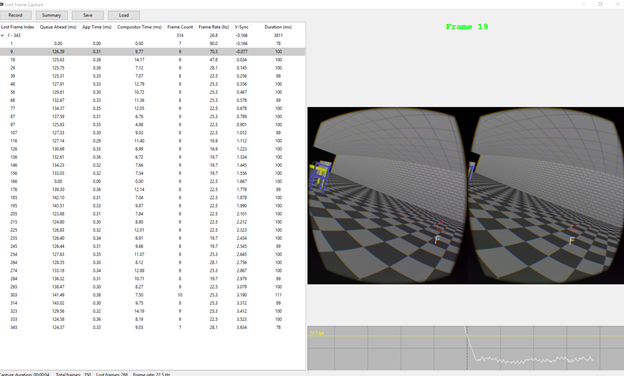 Lost Frame Capture
Record Summary Save Load
Lost Frame Index Queue Ahead (ms) App Time (ms) Compositor Time (ms) Frame Count Frame Rate (hz) V-Sync Duration (ms)
1 - 343 314 26.8 -0.166 3811
1 0.00 0.00 0.00 7 90.0 -0.166 78
9 126.39 0.31 9.77 9 70.3 -0.077 100
19 125.63 0.38 14.17 9 47.8 0.034 100
29 125.75 0.36 7.12 9 28.1 0.145 100
39 125.31 0.33 7.07 8 22.5 0.256 89
48 127.91 0.32 12.79 9 25.3 0.356 100
58 129.61 0.30 10.72 9 25.3 0.467 100
68 132.67 0.33 11.36 8 25.3 0.578 89
77 134.37 0.35 12.05 9 22.5 0.678 100
87 137.59 0.31 6.76 9 25.3 0.789 100
97 125.83 0.35 4.98 9 22.5 0.901 100
107 127.33 0.30 9.03 8 22.5 1.012 89
116 127.14 0.29 11.40 9 16.9 1.112 100
126 130.69 0.33 6.99 9 16.9 1.223 100
136 132.61 0.36 6.72 9 19.7 1.334 100
146 134.23 0.32 7.66 9 19.7 1.445 100
156 133.03 0.32 7.34 9 19.7 1.556 100
166 0.00 0.00 0.00 9 22.5 1.667 100
176 139.30 0.36 12.14 8 22.5 1.778 89
185 142.10 0.31 7.04 9 22.5 1.878 100
195 143.51 0.33 9.07 9 22.5 1.990 100
205 123.88 0.31 7.84 9 22.5 2.101 100
215 124.80 0.30 6.80 9 22.5 2.212 100
225 126.83 0.32 12.01 9 22.5 2.323 100
235 126.40 0.34 6.91 9 19.7 2.434 100
245 126.44 0.31 9.66 8 19.7 2.545 89
254 127.63 0.35 11.07 9 25.3 2.645 100
264 128.35 0.30 8.12 9 28.1 2.756 100
274 133.18 0.34 12.89 9 25.3 2.867 100
284 136.32 0.31 10.71 8 19.7 2.979 89
293 138.47 0.30 8.27 9 22.5 3.079 100
303 141.49 0.38 7.50 10 25.3 3.190 111
314 143.02 0.30 9.75 8 25.3 3.312 89
323 129.56 0.32 14.19 9 25.3 3.412 100
333 124.58 0.36 8.19 9 22.5 3.523 100
343 124.37 0.33 9.03 7 28.1 3.634 78
Frame 19
F F
Capture duration: 00:00:04 Total frames: 350 Lost frames: 266 Frame rate: 22.5 Hz